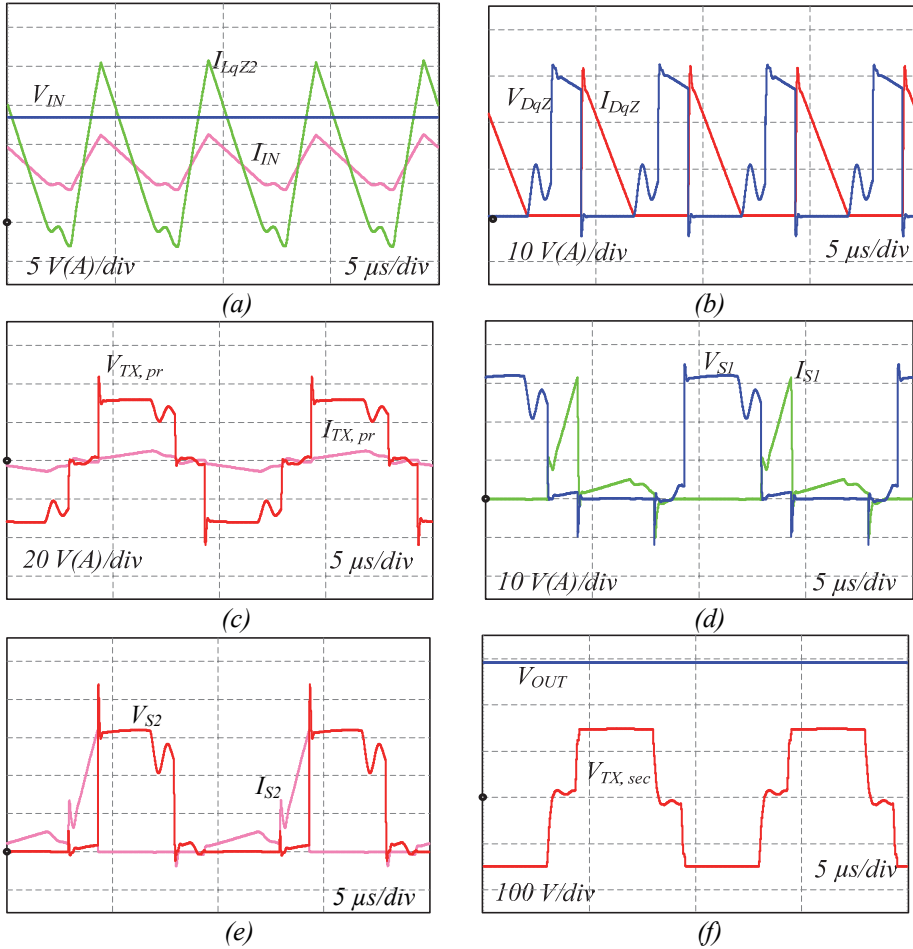 I_LqZ2
V_IN
I_IN
5 V(A)/div 5 μs/div
(a)
V_DqZ I_DqZ
10 V(A)/div 5 μs/div
(b)
V_TX, pr
I_TX, pr
20 V(A)/div 5 μs/div
(c)
V_S1 I_S1
10 V(A)/div 5 μs/div
(d)
V_S2
I_S2
5 μs/div
(e)
V_OUT
V_TX, sec
100 V/div 5 μs/div
(f)